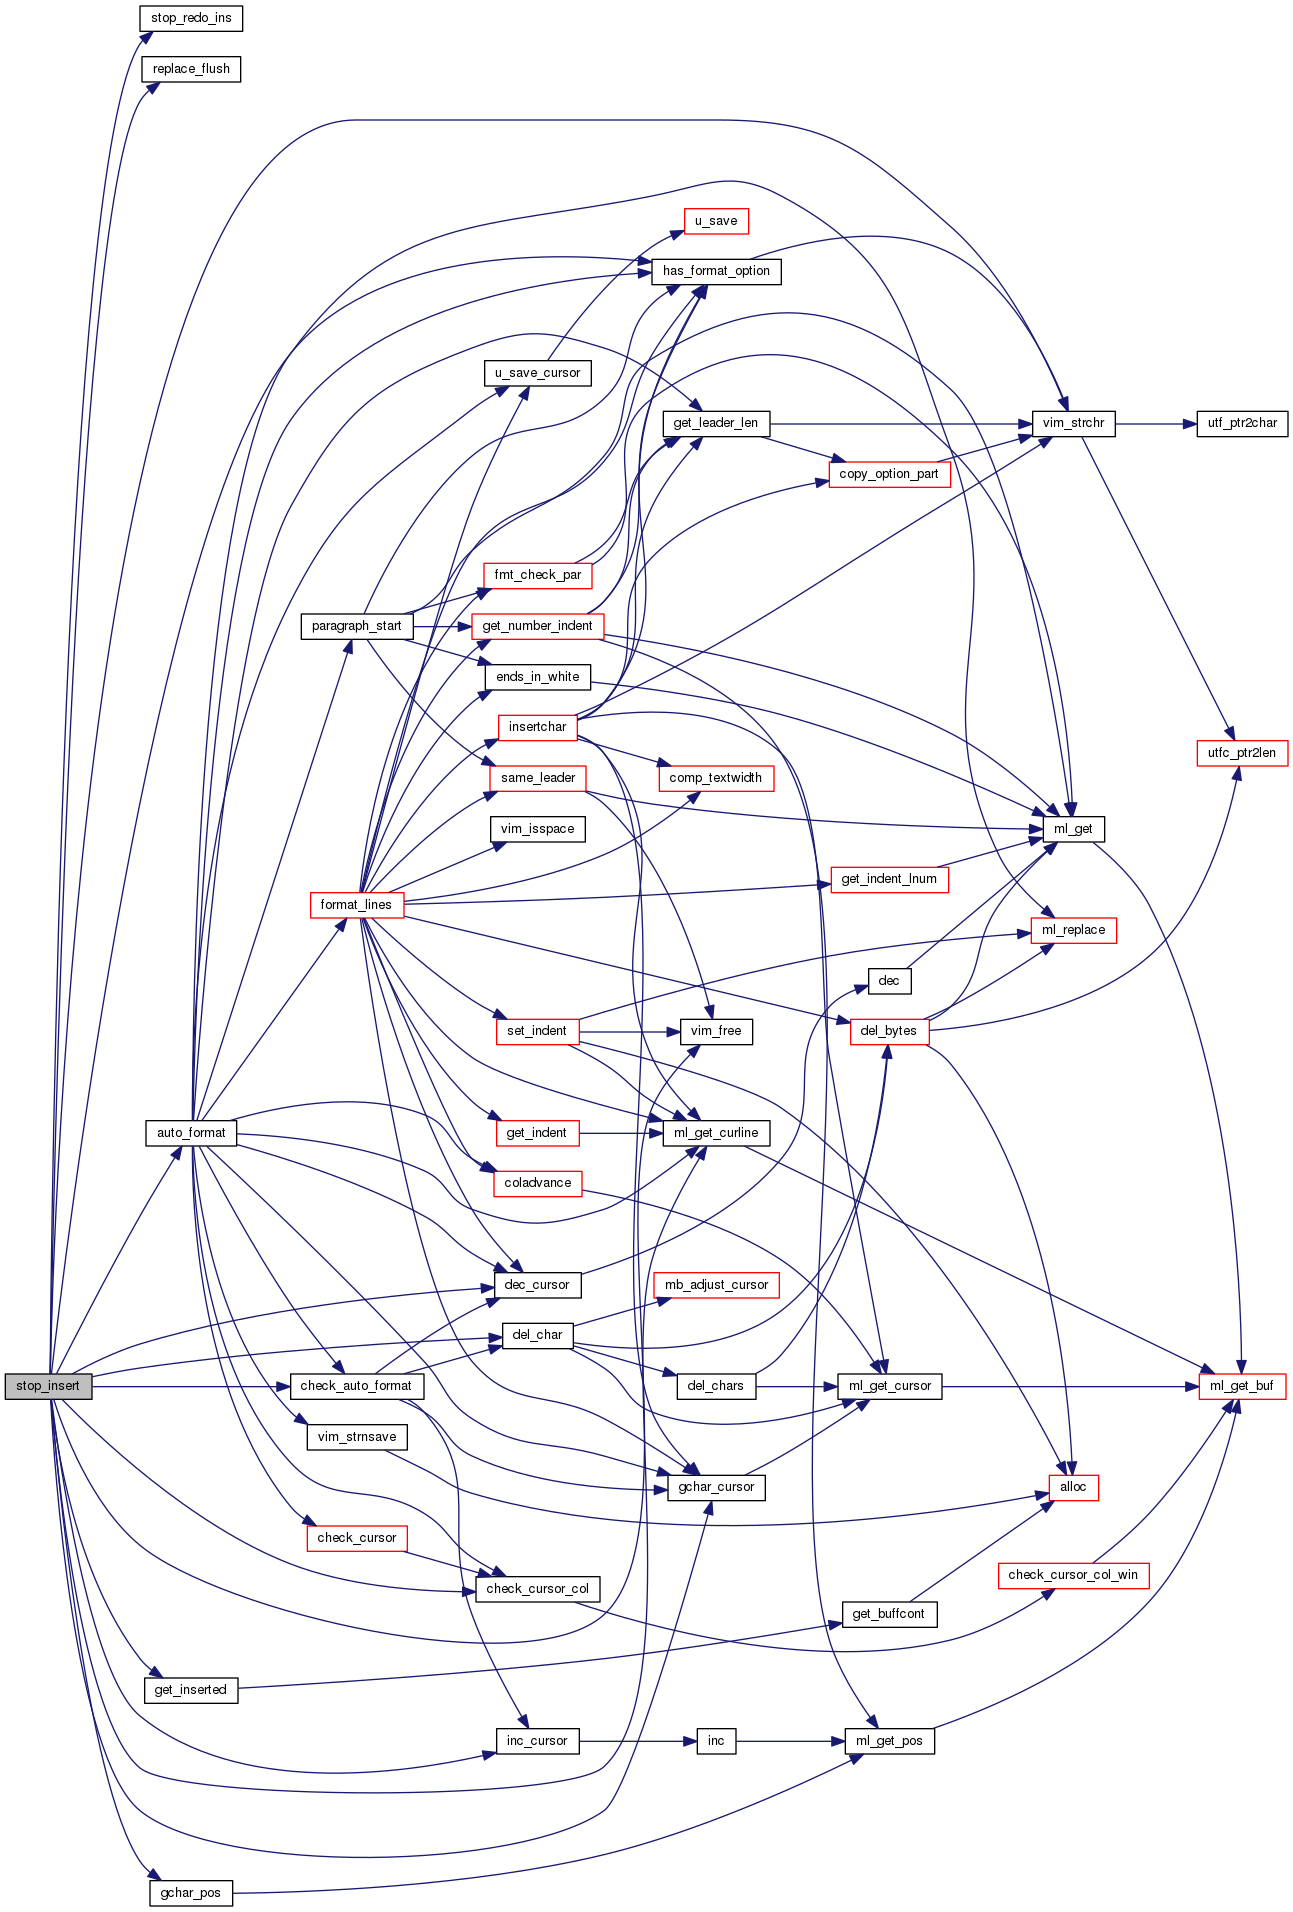 stop_redo_ins
replace_flush
u_save
has_format_option
u_save_cursor
get_leader_len
vim_strchr
utf_ptr2char
copy_option_part
fmt_check_par
paragraph_start
get_number_indent
ends_in_white
insertchar
utfc_ptr2len
same_leader
comp_textwidth
vim_isspace
ml_get
get_indent_lnum
format_lines
ml_replace
dec
set_indent
vim_free
del_bytes
auto_format
get_indent
ml_get_curline
coladvance
dec_cursor
mb_adjust_cursor
del_char
stop_insert
check_auto_format
del_chars
ml_get_cursor
ml_get_buf
vim_strnsave
gchar_cursor
alloc
check_cursor
check_cursor_col
check_cursor_col_win
get_buffcont
get_inserted
inc_cursor
inc
ml_get_pos
gchar_pos